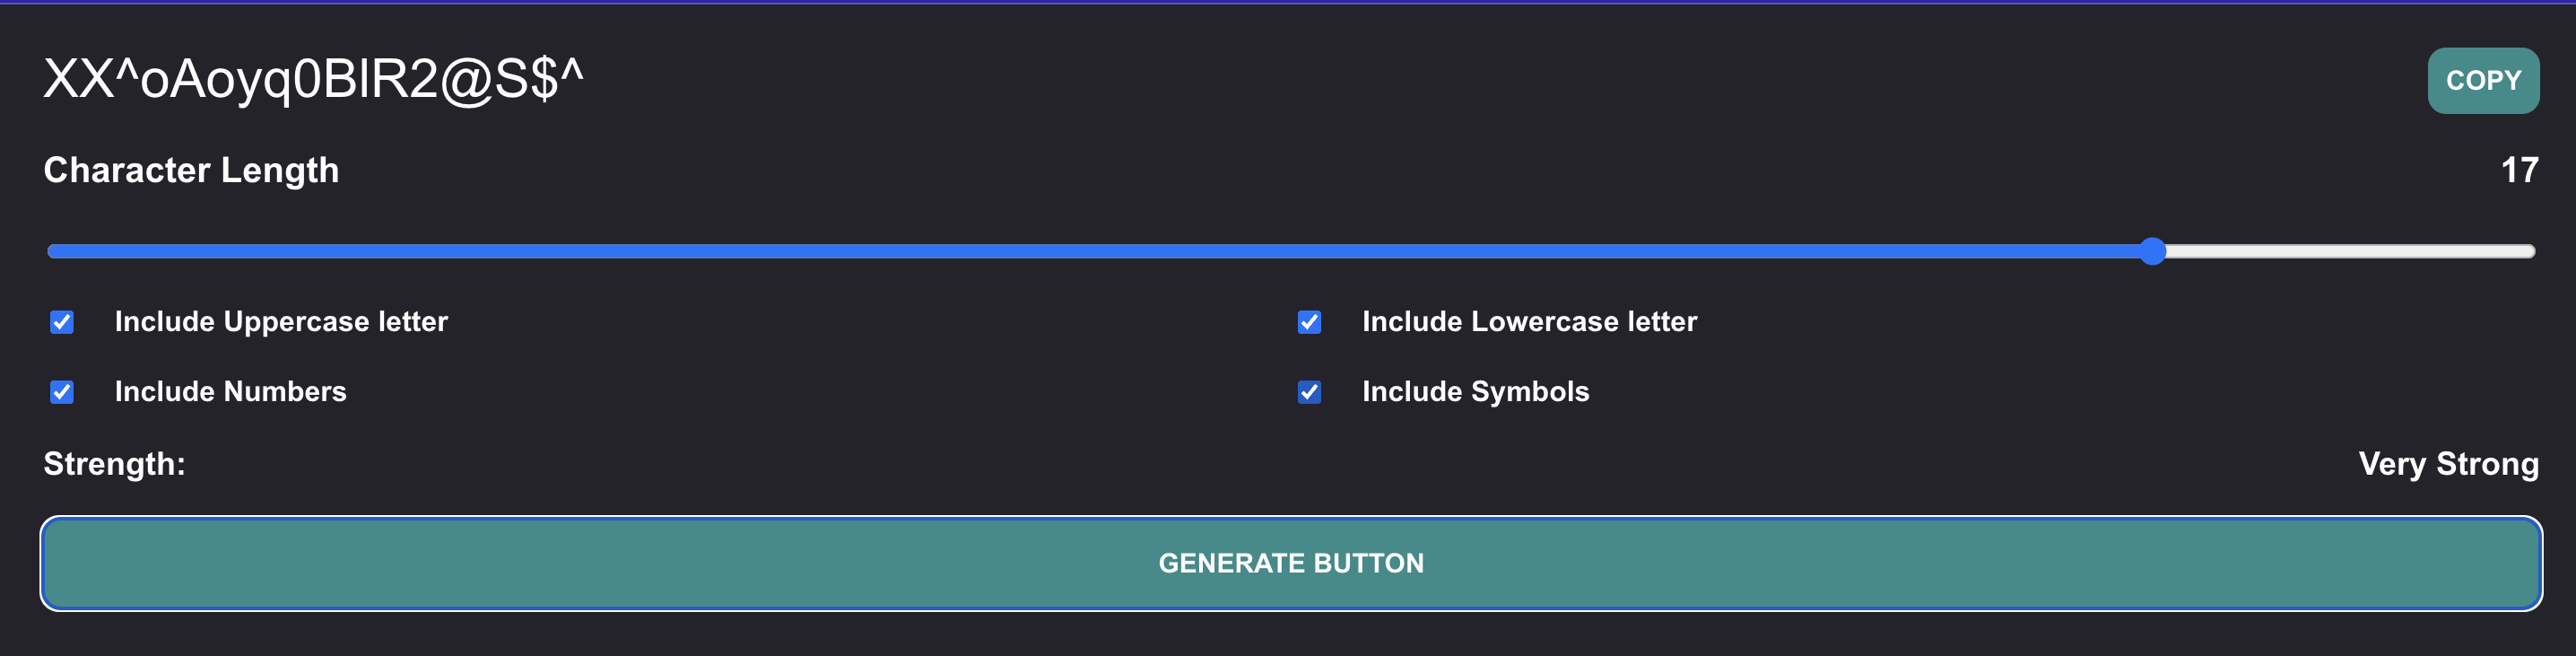 XX^oAoyq0BlR2@S$^
COPY
Character Length
17
Include Uppercase letter
Include Lowercase letter
Include Numbers
Include Symbols
Strength:
Very Strong
GENERATE BUTTON